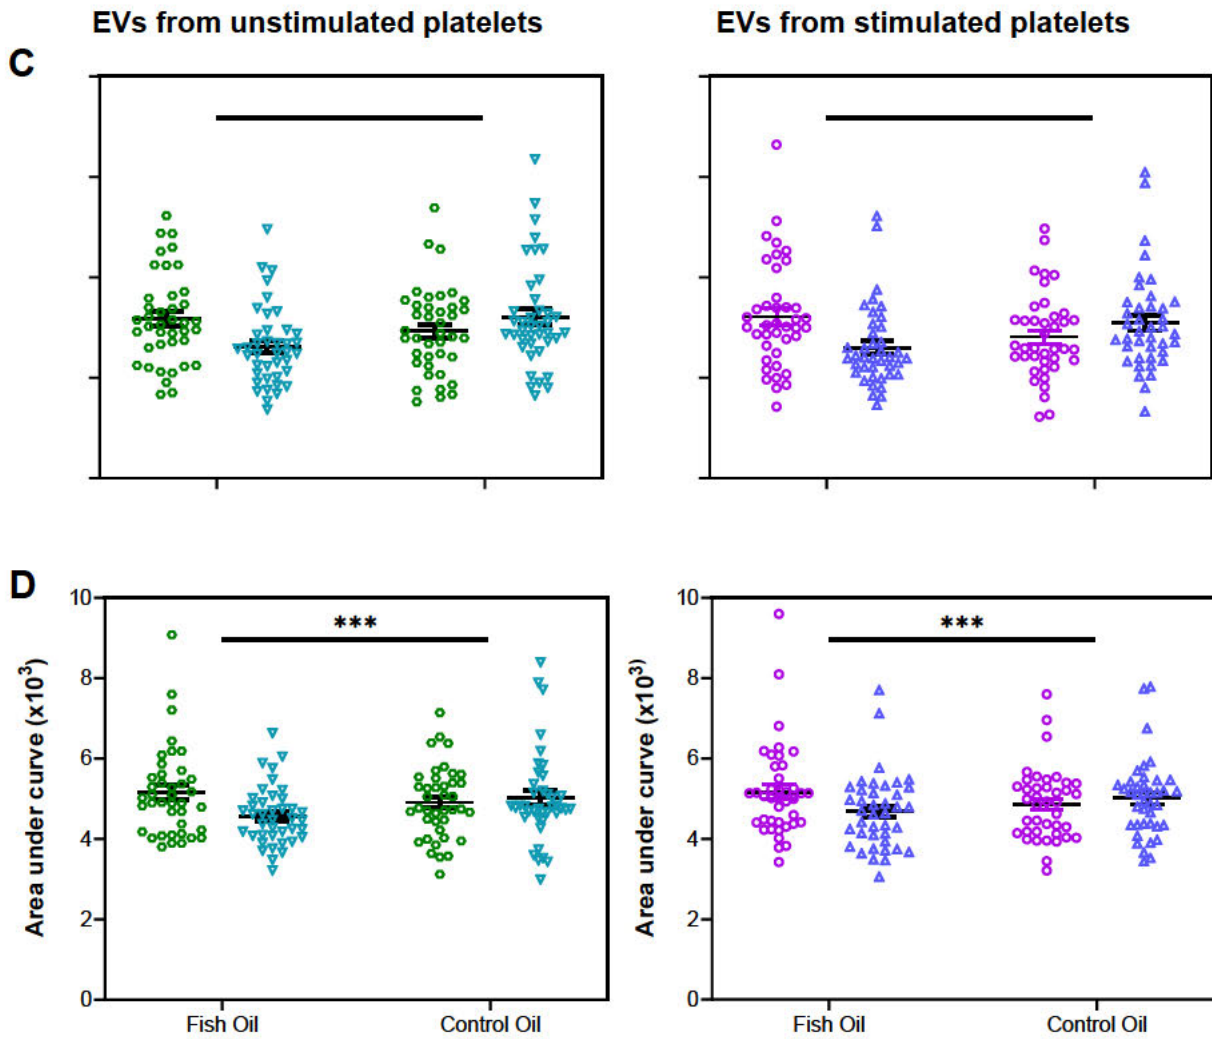 EVs from unstimulated platelets
EVs from stimulated platelets
C
D
10
8
6
4
2
0
Area under curve (x10³)
***
Fish Oil
Control Oil
10
8
6
4
2
0
Area under curve (x10³)
***
Fish Oil
Control Oil